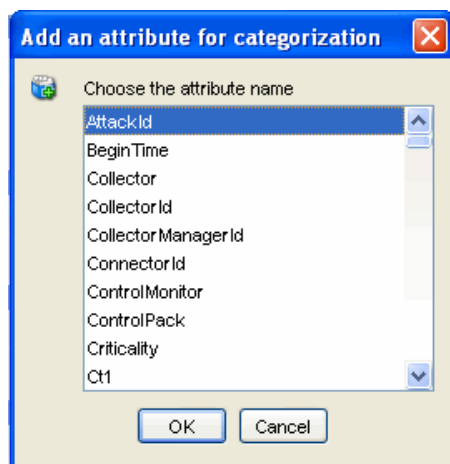 Add an attribute for categorization
Choose the attribute name
AttackId
BeginTime
Collector
CollectorId
CollectorManagerId
ConnectorId
ControlMonitor
ControlPack
Criticality
Ct1
OK
Cancel